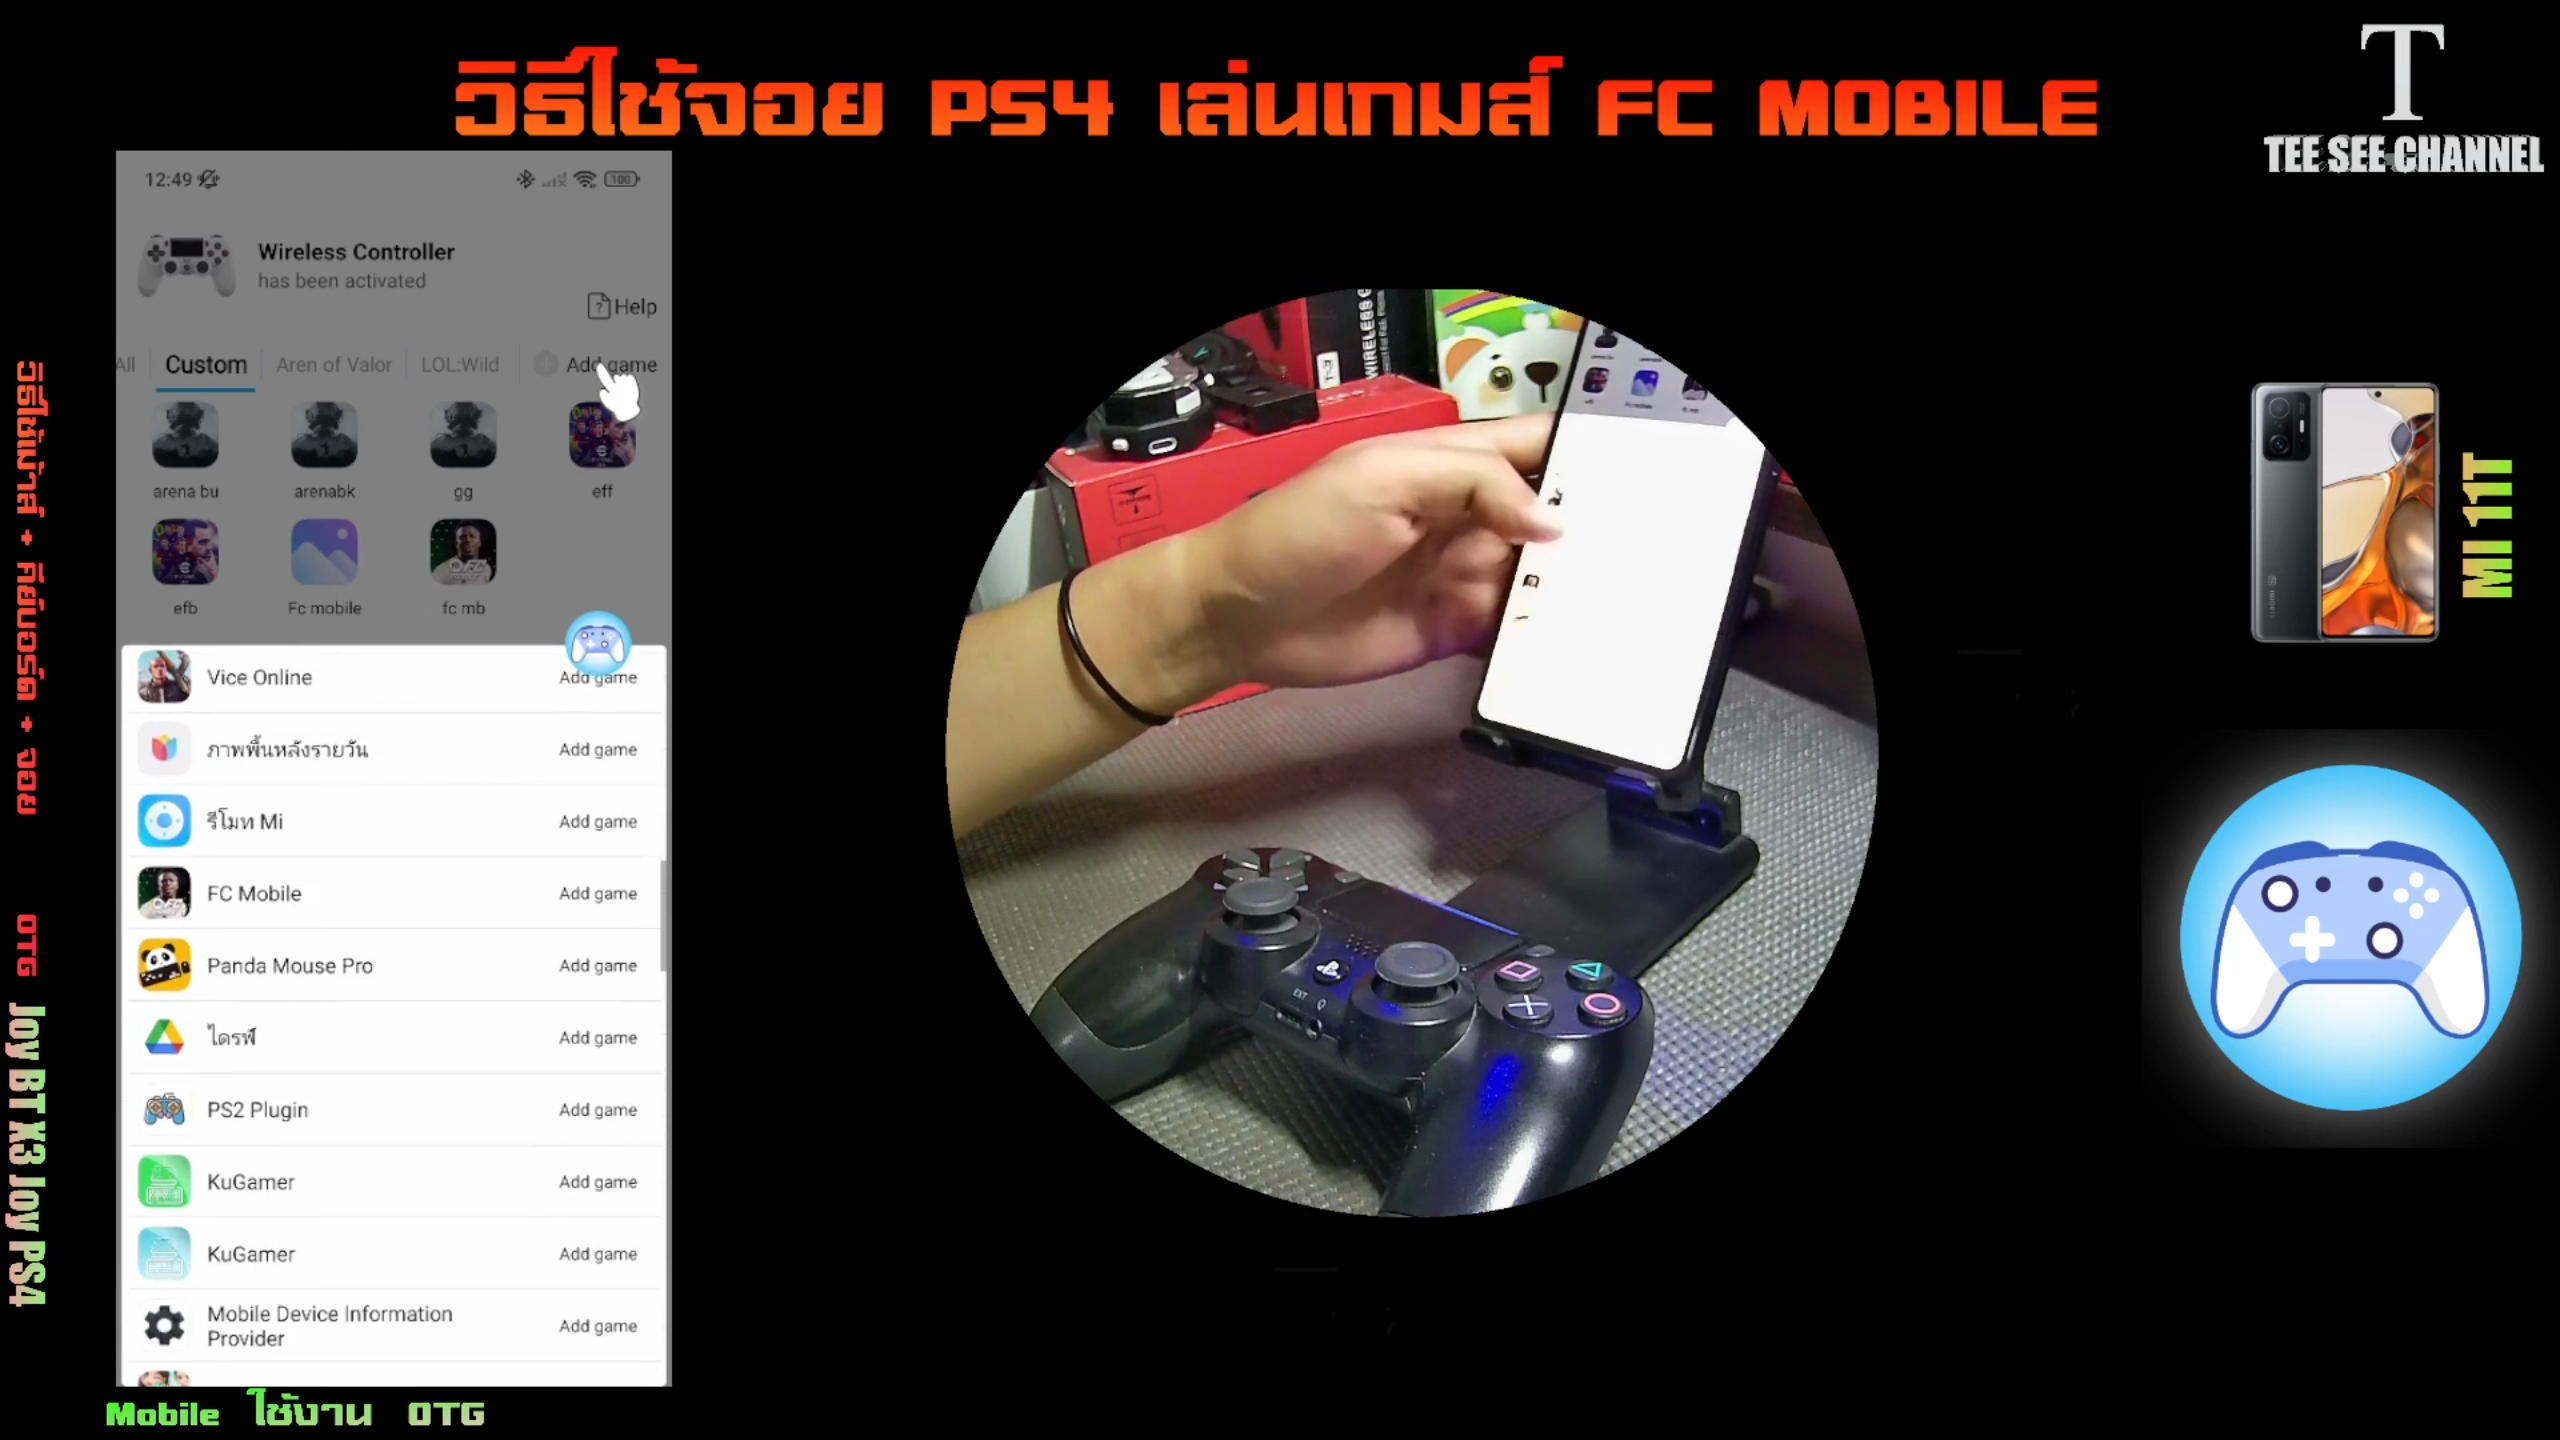 วิธีใช้จอย PS4 เล่นเกมส์ FC MOBILE
T
TEE SEE CHANNEL
12:49
100
Wireless Controller
has been activated
Help
All
Custom
Aren of Valor
LOL:Wild
Add game
arena bu
arenabk
gg
eff
efb
Fc mobile
fc mb
Vice Online
Add game
ภาพพื้นหลังรายวัน
Add game
รีโมท Mi
Add game
FC Mobile
Add game
Panda Mouse Pro
Add game
ไดรฟ์
Add game
PS2 Plugin
Add game
KuGamer
Add game
KuGamer
Add game
Mobile Device Information
Provider
Add game
วิธีใช้เม้าส์ + คีย์บอร์ด + จอย OTG
Joy BT X3 Joy PS4
Mobile ใช้งาน OTG
WIRELESS
T-3
EXT
MI 11T